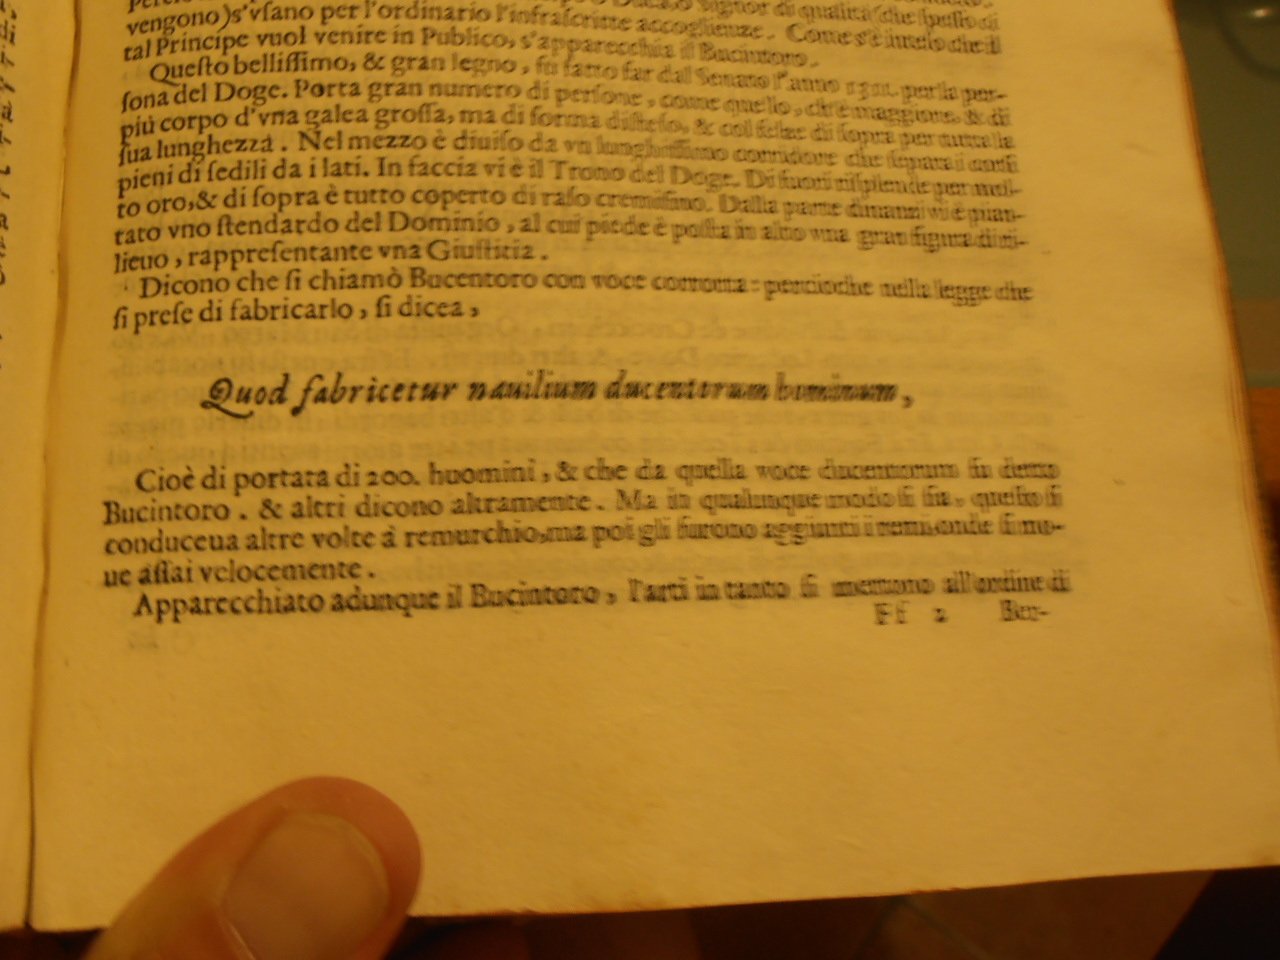 vengono) s'vſano per l'ordinario l'infraſcritte accoglienze. Come s'è inteſo che il
tal Principe vuol venire in Publico, s'apparecchia il Bucintoro.
Queſto belliſſimo, & gran legno, fu fatto far dal Senato l'anno 1311. per la per-
ſona del Doge. Porta gran numero di perſone, come quello, ch'è maggiore, & di
più corpo d'vna galea groſſa, ma di forma diſteſo, & col felze di ſopra per tutta la
ſua lunghezza. Nel mezzo è diuiſo da vn lunghiſſimo corridore che ſepara i corſi
pieni di ſedili da i lati. In faccia vi è il Trono del Doge. Di fuori riſplende per mol-
to oro, & di ſopra è tutto coperto di raſo cremiſino. Dalla parte dinanzi vi è pian-
tato vno ſtendardo del Dominio, al cui piede è poſta in alto vna gran figura di ri-
lieuo, rappreſentante vna Giuſtitia.
Dicono che ſi chiamò Bucentoro con voce corrotta: percioche nella legge che
ſi preſe di fabricarlo, ſi dicea,
Quod fabricetur nauilium ducentorum hominum,
Cioè di portata di 200. huomini, & che da quella voce ducentorum fu detto
Bucintoro. & altri dicono altramente. Ma in qualunque modo ſi ſia, queſto ſi
conduceua altre volte à remurchio, ma poi gli furono aggiunti i remi, onde ſi mo-
ue aſſai velocemente.
Apparecchiato adunque il Bucintoro, l'arti in tanto ſi mettono all'ordine di
Ff 2 Ber-